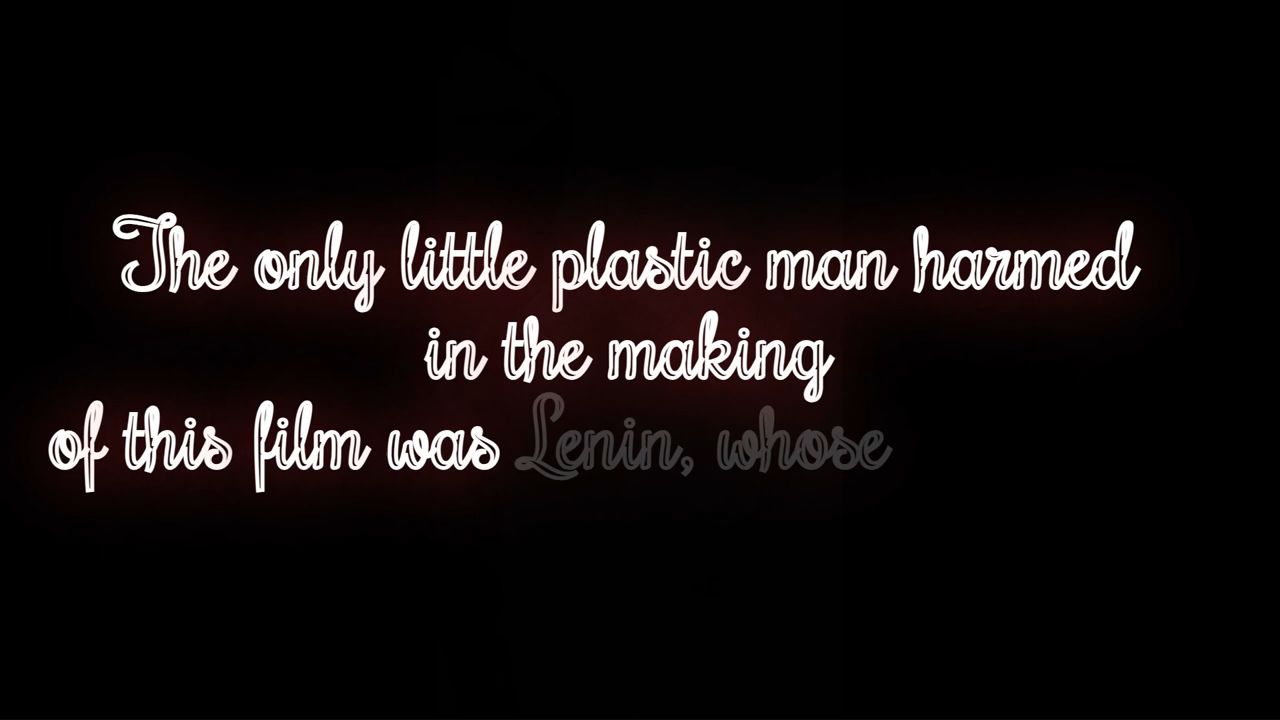 The only little plastic man harmed
in the making
of this film was Lenin, whose